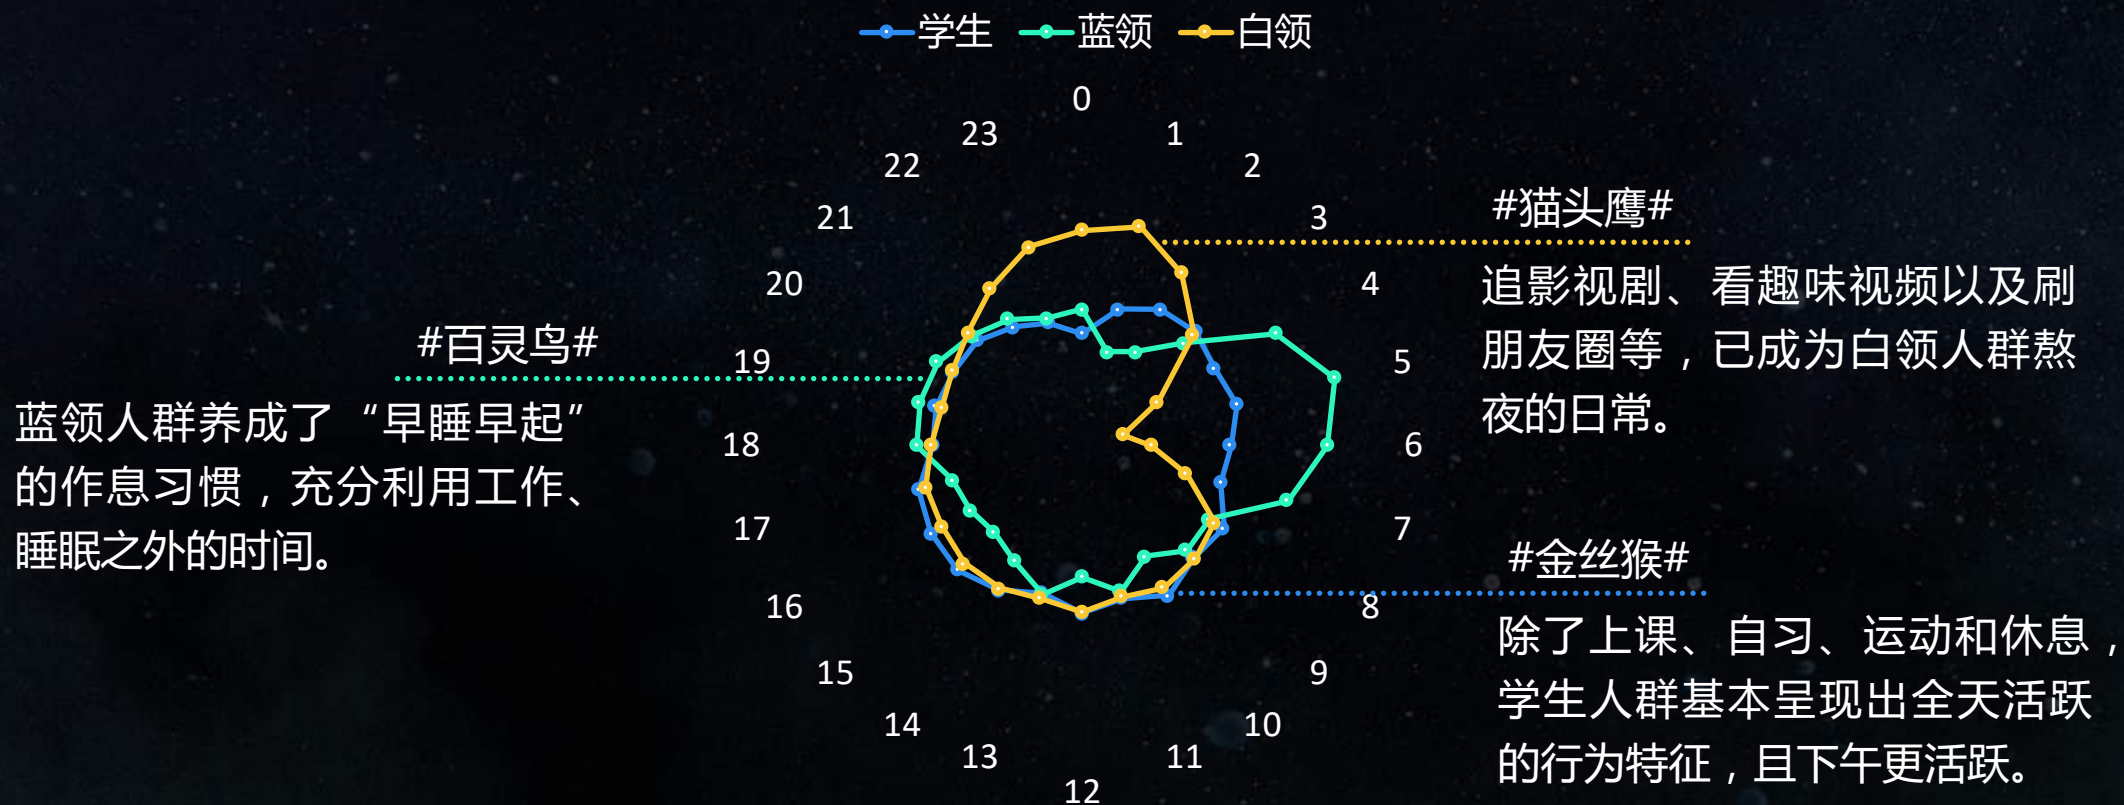 学生 蓝领 白领
0
1
2
3
4
5
6
7
8
9
10
11
12
13
14
15
16
17
18
19
20
21
22
23
#猫头鹰#
追影视剧、看趣味视频以及刷
朋友圈等，已成为白领人群熬
夜的日常。
#百灵鸟#
蓝领人群养成了“早睡早起”
的作息习惯，充分利用工作、
睡眠之外的时间。
#金丝猴#
除了上课、自习、运动和休息，
学生人群基本呈现出全天活跃
的行为特征，且下午更活跃。